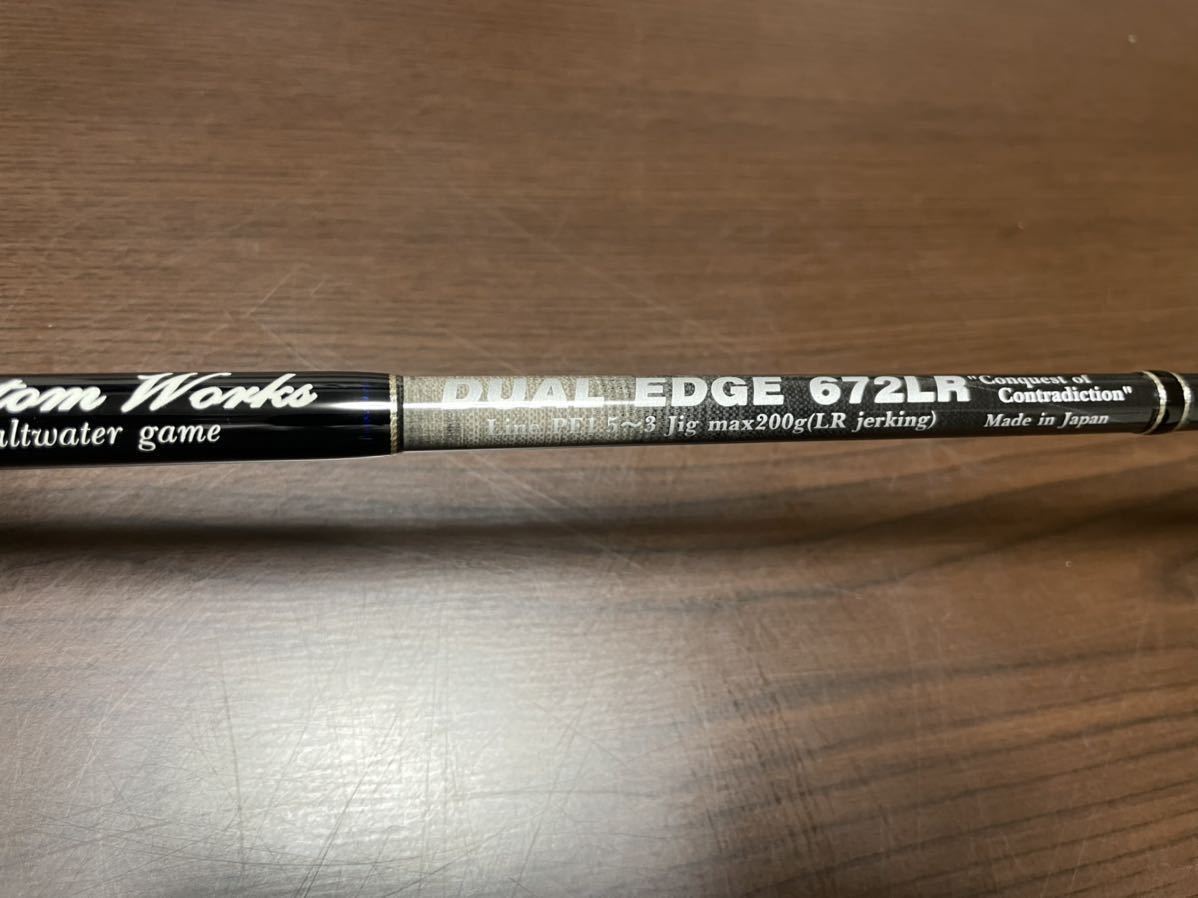 tom Works
altwater game
DUAL EDGE 672LR
"Conquest of
Contradiction"
Line PE1.5~3 Jig max200g(LR jerking)
Made in Japan